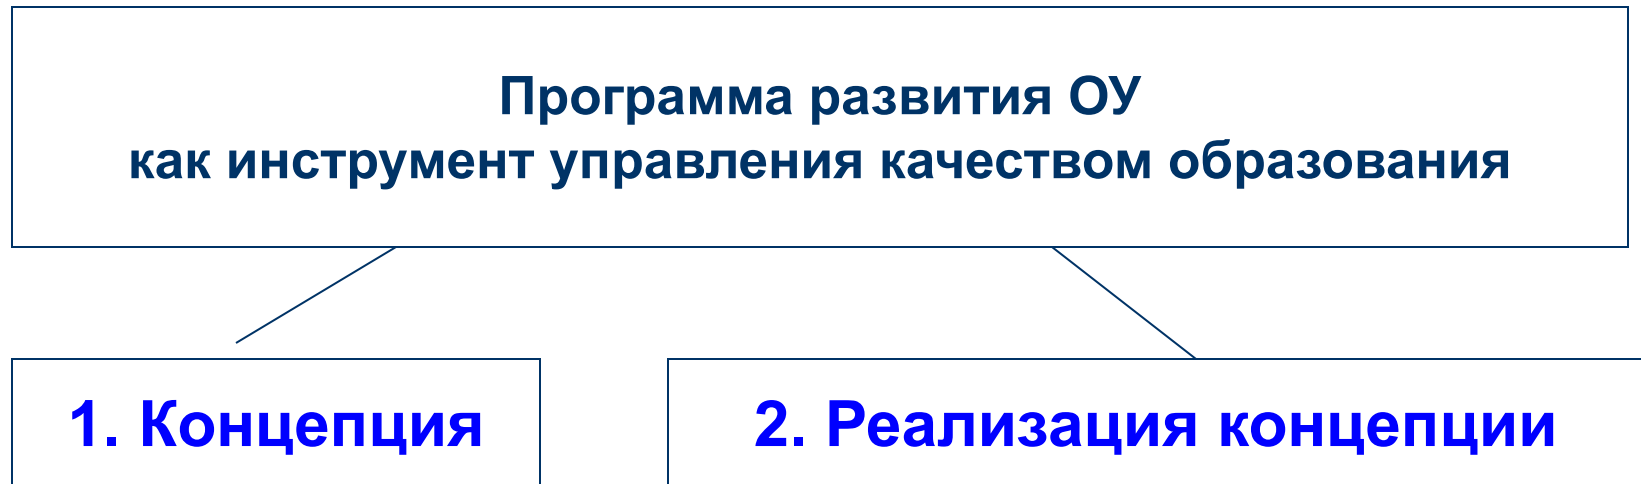 Программа развития ОУ
как инструмент управления качеством образования
1. Концепция
2. Реализация концепции